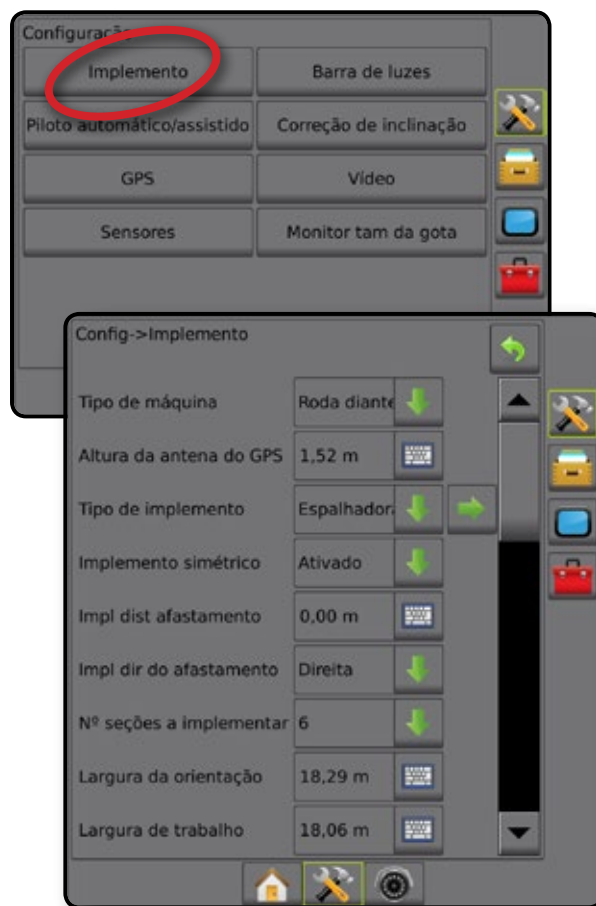 Configuração
Implemento
Barra de luzes
Piloto automático/assistido
Correção de inclinação
GPS
Vídeo
Sensores
Monitor tam da gota
Config->Implemento
Tipo de máquina Roda diante
Altura da antena do GPS 1,52 m
Tipo de implemento Espalhador
Implemento simétrico Ativado
Impl dist afastamento 0,00 m
Impl dir do afastamento Direita
Nº seções a implementar 6
Largura da orientação 18,29 m
Largura de trabalho 18,06 m